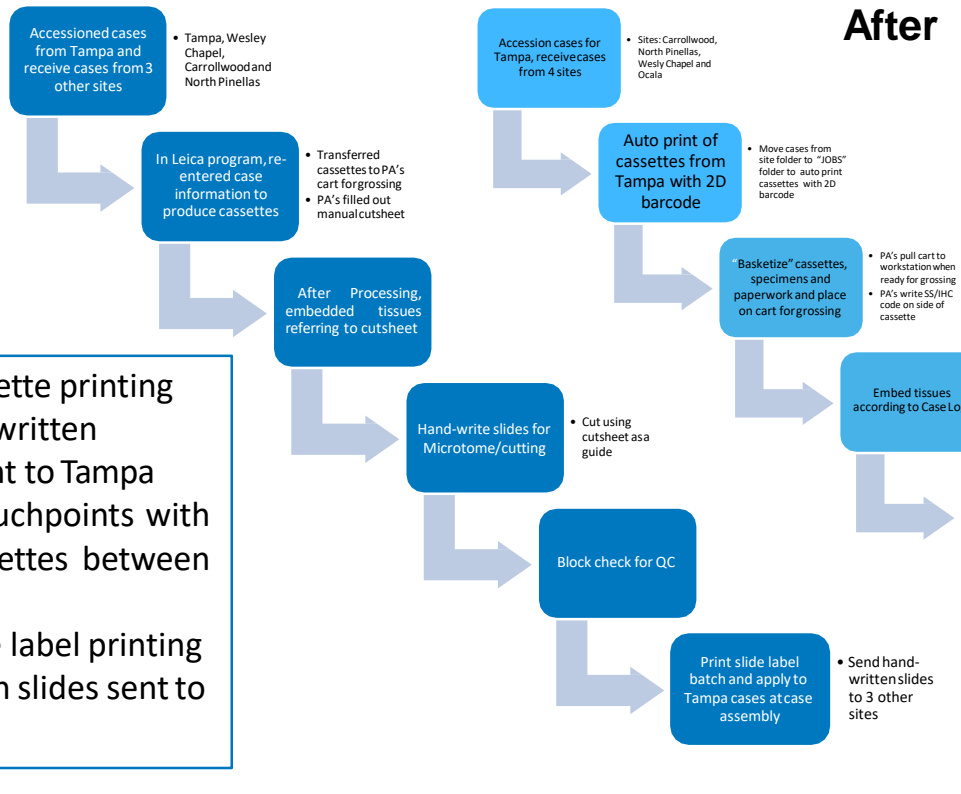 After
Accessioned cases
from Tampa and
receive cases from 3
other sites
• Tampa, Wesley
Chapel,
Carrollwood and
North Pinellas
In Leica program, re-
entered case
information to
produce cassettes
• Transferred
cassettes to PA's
cart for grossing
• PA's filled out
manual cutsheet
After Processing,
embedded tissues
referring to cutsheet
Hand-write slides for
Microtome/cutting
• Cut using
cutsheet as a
guide
Block check for QC
Print slide label
batch and apply to
Tampa cases at case
assembly
• Send hand-
written slides
to 3 other
sites
ette printing
written
nt to Tampa
uchpoints with
ettes between
e label printing
n slides sent to
Accession cases for
Tampa, receive cases
from 4 sites
• Sites: Carrollwood,
North Pinellas,
Wesly Chapel and
Ocala
Auto print of
cassettes from
Tampa with 2D
barcode
• Move cases from
site folder to "JOBS"
folder to auto print
cassettes with 2D
barcode
"Basketize" cassettes,
specimens and
paperwork and place
on cart for grossing
• PA's pull cart to
workstation when
ready for grossing
• PA's write SS/IHC
code on side of
cassette
Embed tissues
according to Case Lo